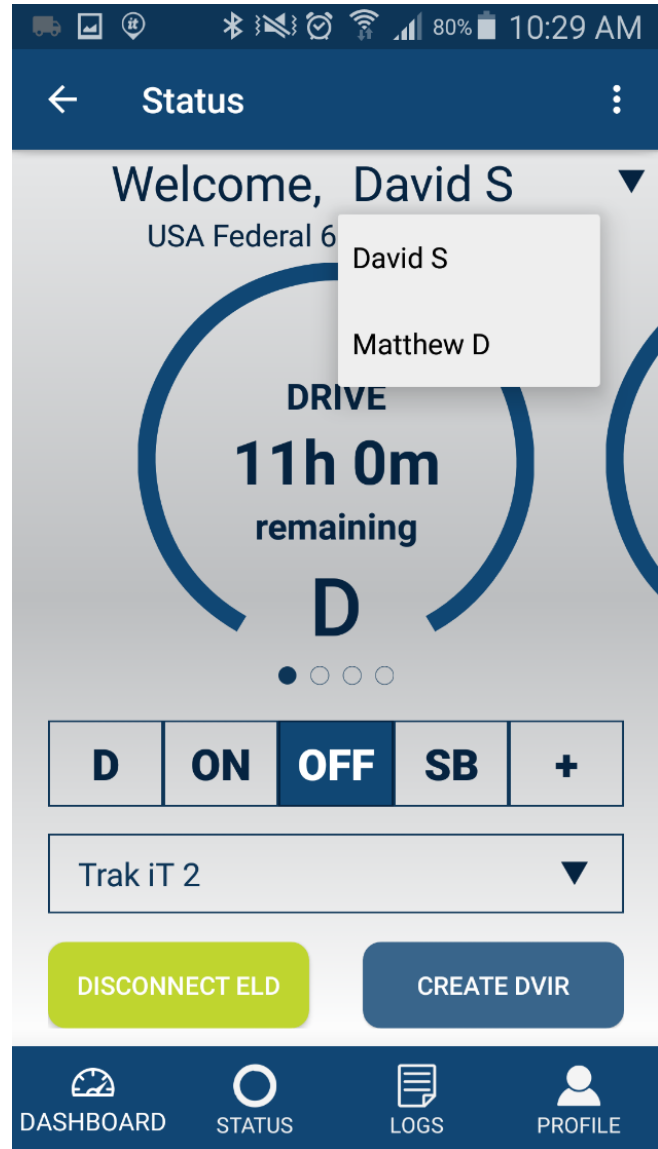 it 80% 10:29 AM
Status
Welcome, David S
USA Federal 6
David S
Matthew D
DRIVE
11h 0m
remaining
D
D ON OFF SB +
Trak iT 2
DISCONNECT ELD CREATE DVIR
DASHBOARD STATUS LOGS PROFILE